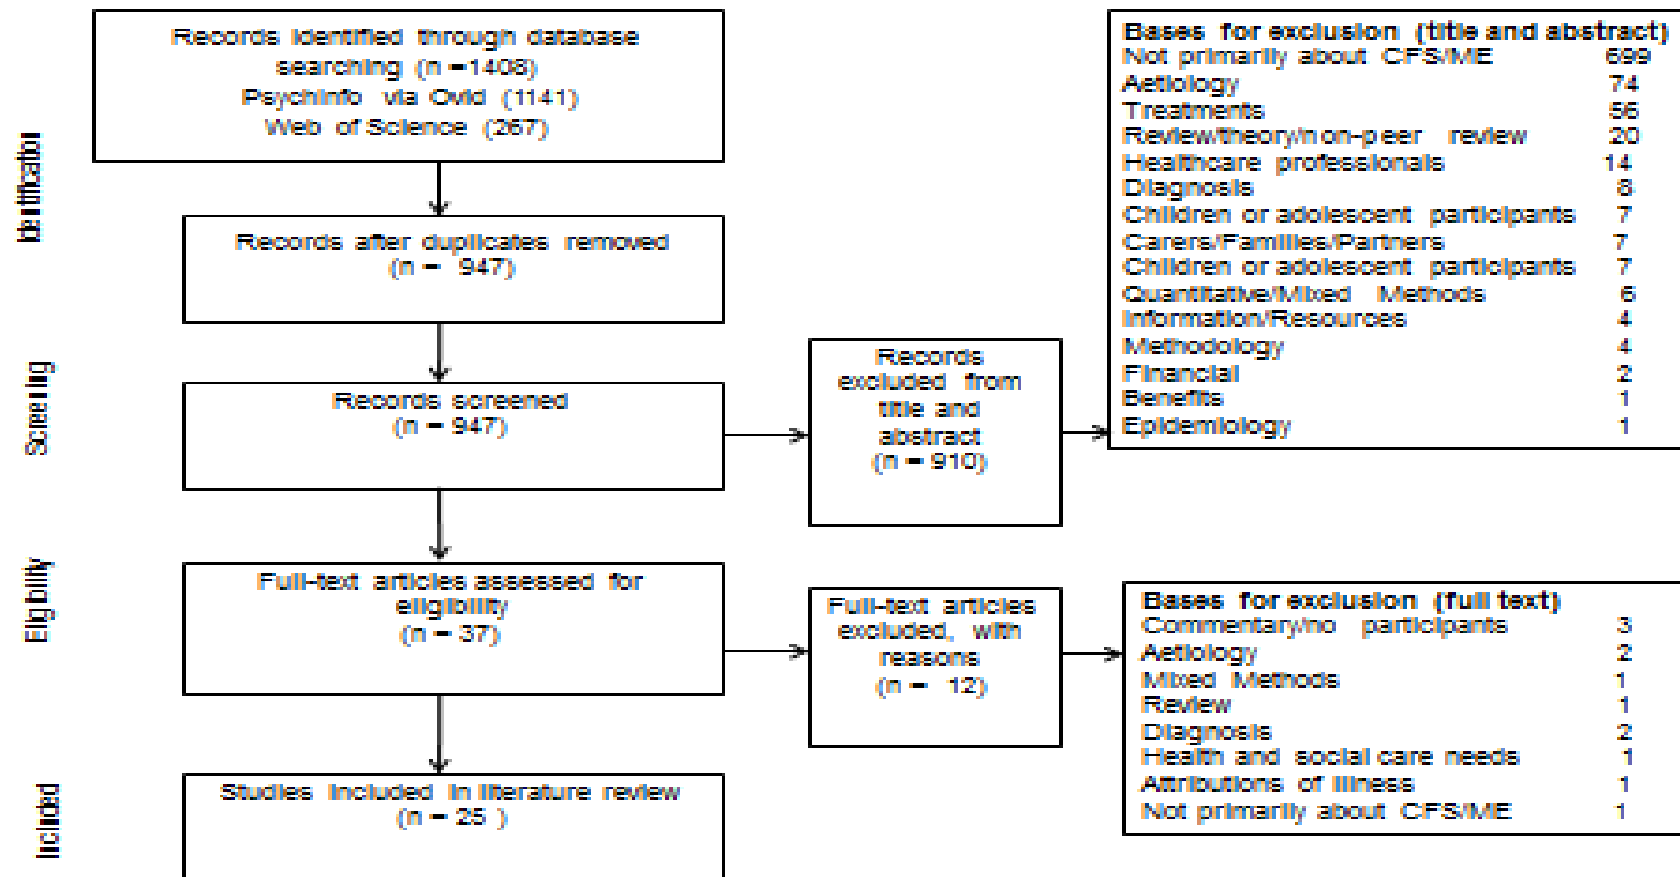 Records identified through database
searching (n =1408)
Psychinfo via Ovid (1141)
Web of Science (267)
Identification
Records after duplicates removed
(n = 947)
Screening
Records screened
(n = 947)
Records
excluded from
title and
abstract
(n = 910)
Bases for exclusion (title and abstract)
Not primarily about CFS/ME 699
Aetiology 74
Treatments 56
Review/theory/non-peer review 20
Healthcare professionals 14
Diagnosis 8
Children or adolescent participants 7
Carers/Families/Partners 7
Children or adolescent participants 7
Quantitative/Mixed Methods 6
Information/Resources 4
Methodology 4
Financial 2
Benefits 1
Epidemiology 1
Eligibility
Full-text articles assessed for
eligibility
(n = 37)
Full-text articles
excluded, with
reasons
(n = 12)
Bases for exclusion (full text)
Commentary/no participants 3
Aetiology 2
Mixed Methods 1
Review 1
Diagnosis 2
Health and social care needs 1
Attributions of illness 1
Not primarily about CFS/ME 1
Included
Studies included in literature review
(n = 25 )